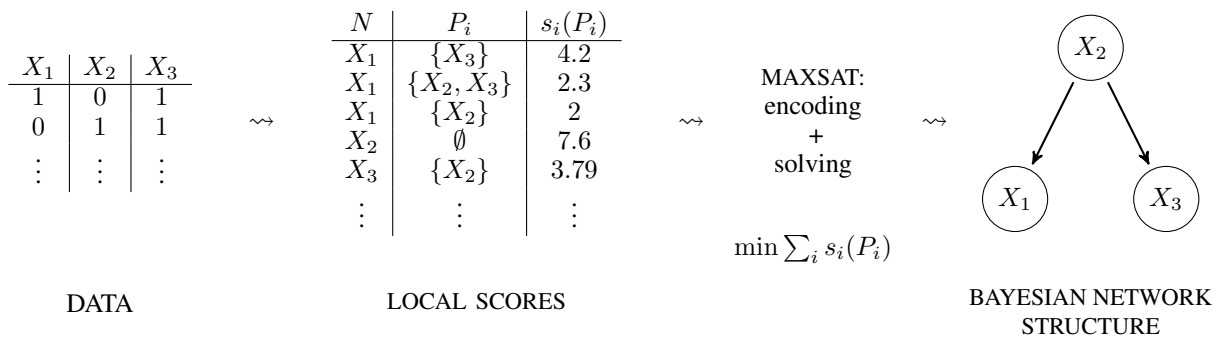 X₁ X₂ X₃
1 0 1
0 1 1
⋮ ⋮ ⋮
DATA
⇝
N Pᵢ sᵢ(Pᵢ)
X₁ {X₃} 4.2
X₁ {X₂, X₃} 2.3
X₁ {X₂} 2
X₂ ∅ 7.6
X₃ {X₂} 3.79
⋮ ⋮ ⋮
LOCAL SCORES
⇝
MAXSAT:
encoding
+
solving
min ∑ᵢ sᵢ(Pᵢ)
⇝
X₂
X₁ X₃
BAYESIAN NETWORK
STRUCTURE